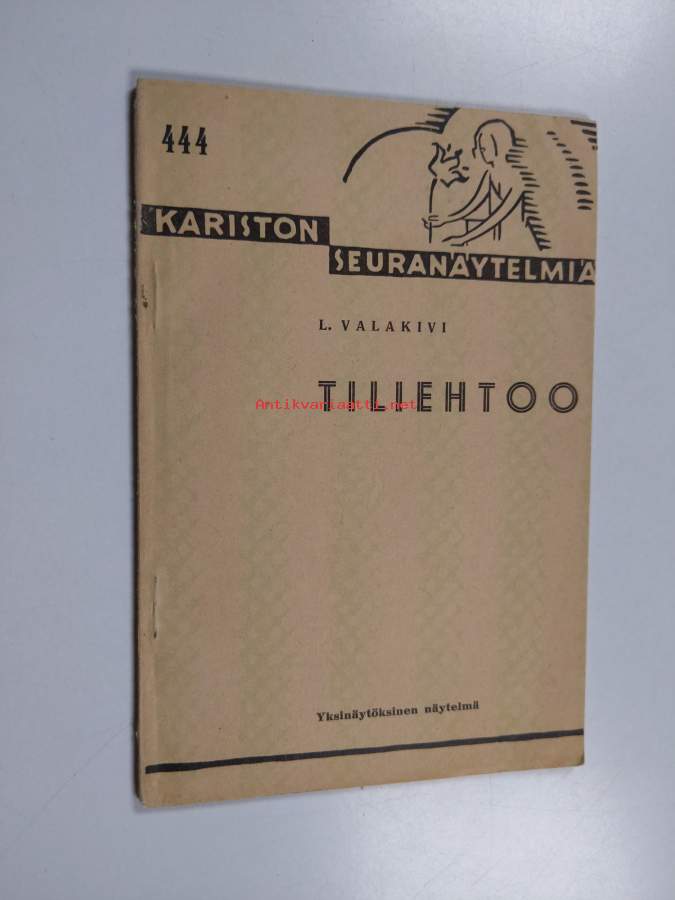 444
KARISTON
SEURANÄYTELMIÄ
L. VALAKIVI
TILLEHTOO
Antikvariaatti.net
Yksinäytöksinen näytelmä